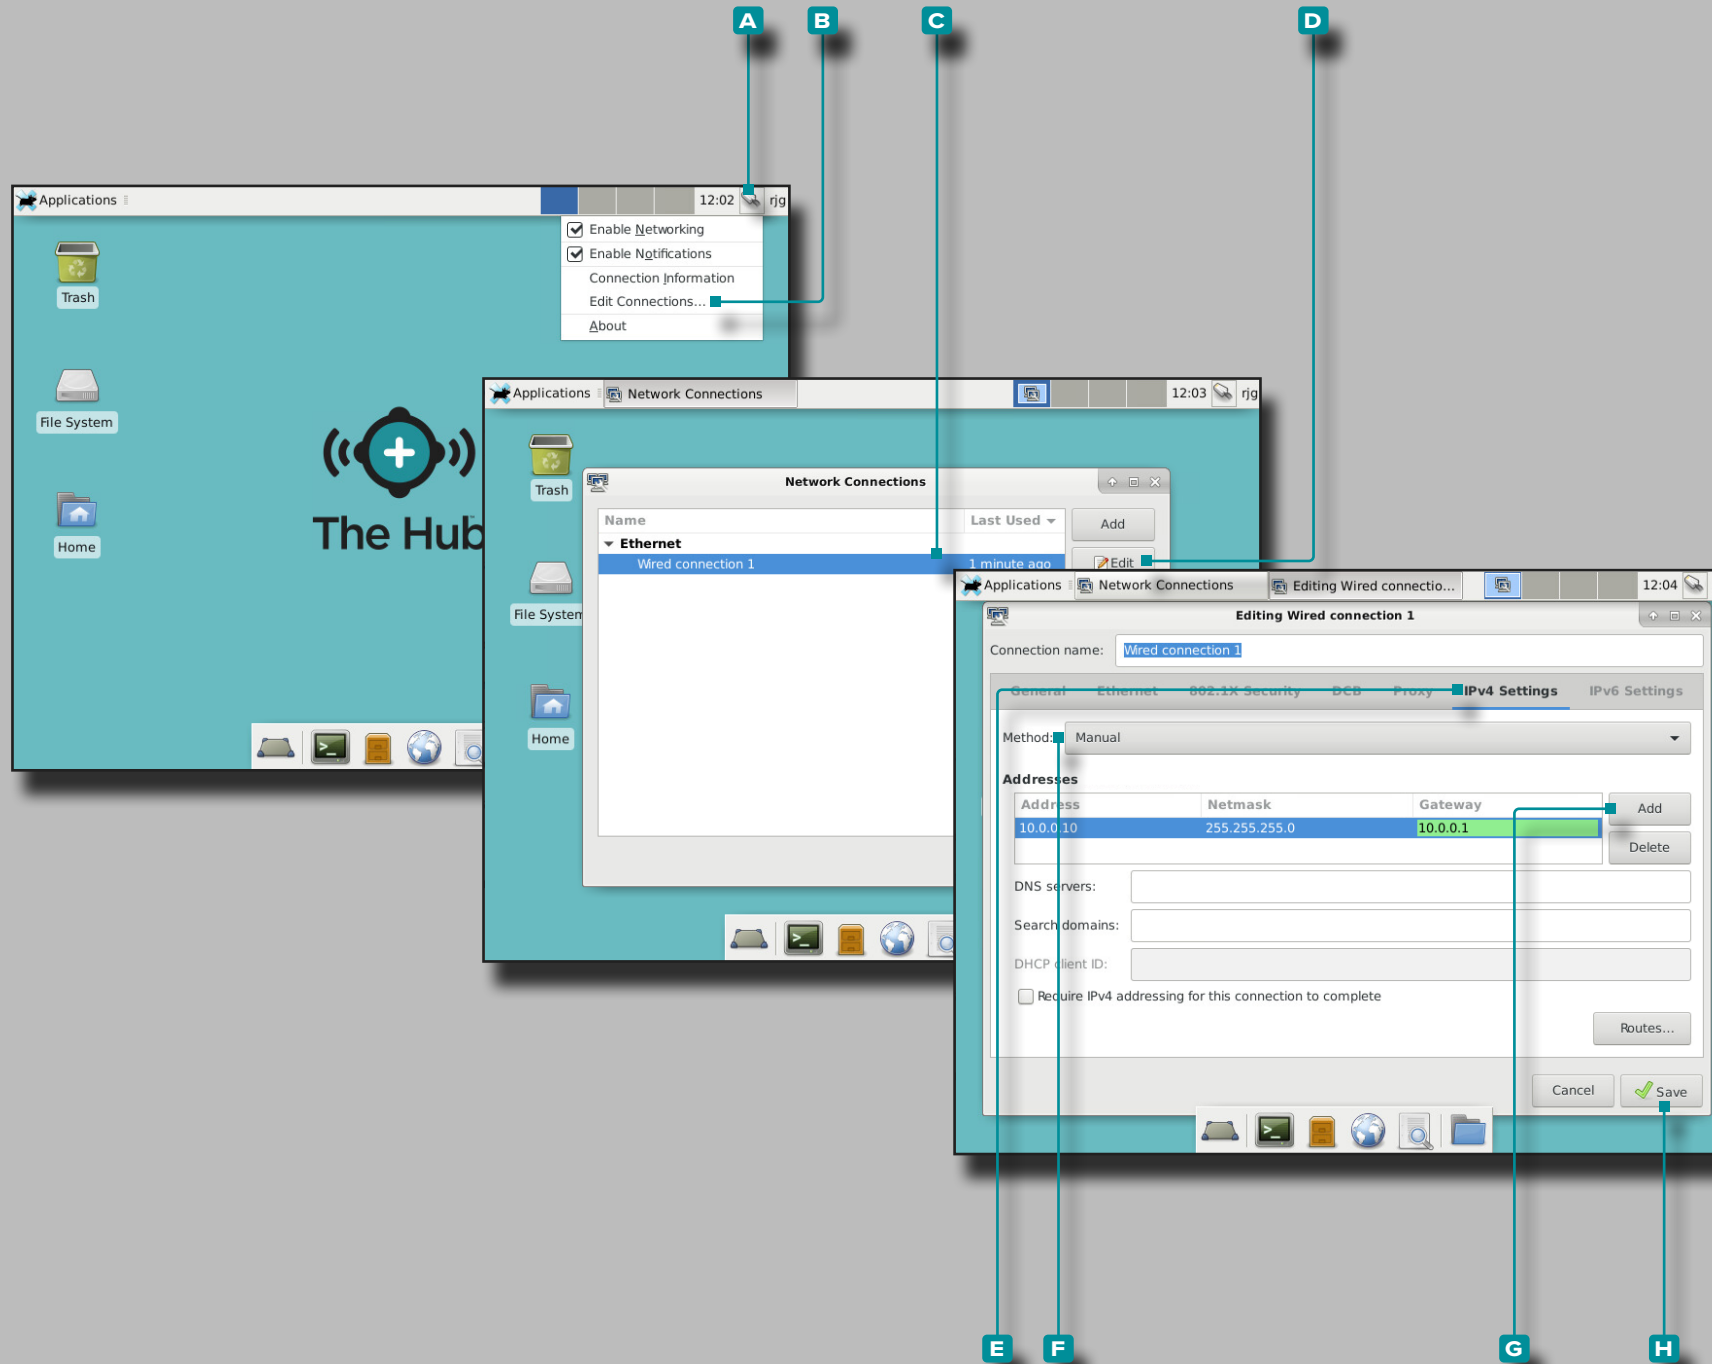 A
B
C
D
Applications
12:02
rjg
Enable Networking
Enable Notifications
Connection Information
Edit Connections...
About
Trash
File System
Home
The Hub
Applications
Network Connections
12:03
rjg
Trash
File System
Home
Network Connections
Name
Last Used
Add
Ethernet
Wired connection 1
1 minute ago
Edit
Applications
Network Connections
Editing Wired connectio...
12:04
Editing Wired connection 1
Connection name:
Wired connection 1
General
Ethernet
802.1X Security
DCB
Proxy
IPv4 Settings
IPv6 Settings
Method:
Manual
Addresses
Address
Netmask
Gateway
Add
10.0.0.10
255.255.255.0
10.0.0.1
Delete
DNS servers:
Search domains:
DHCP client ID:
Require IPv4 addressing for this connection to complete
Routes...
Cancel
Save
E
F
G
H